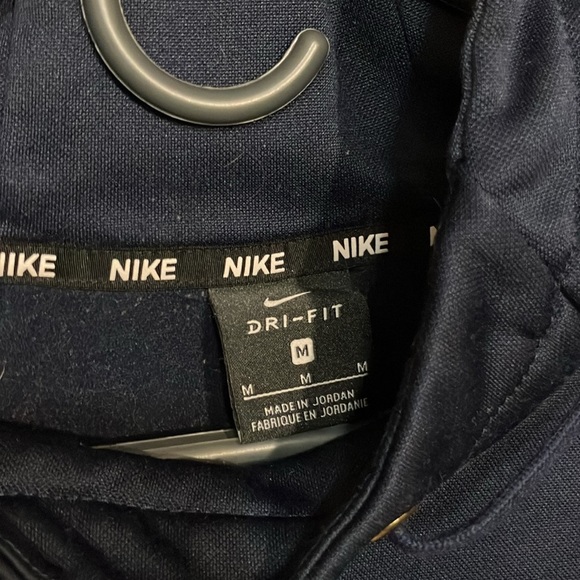 NIKE NIKE NIKE NIKE
DRI-FIT
M
M M M
MADE IN JORDAN
FABRIQUE EN JORDANIE